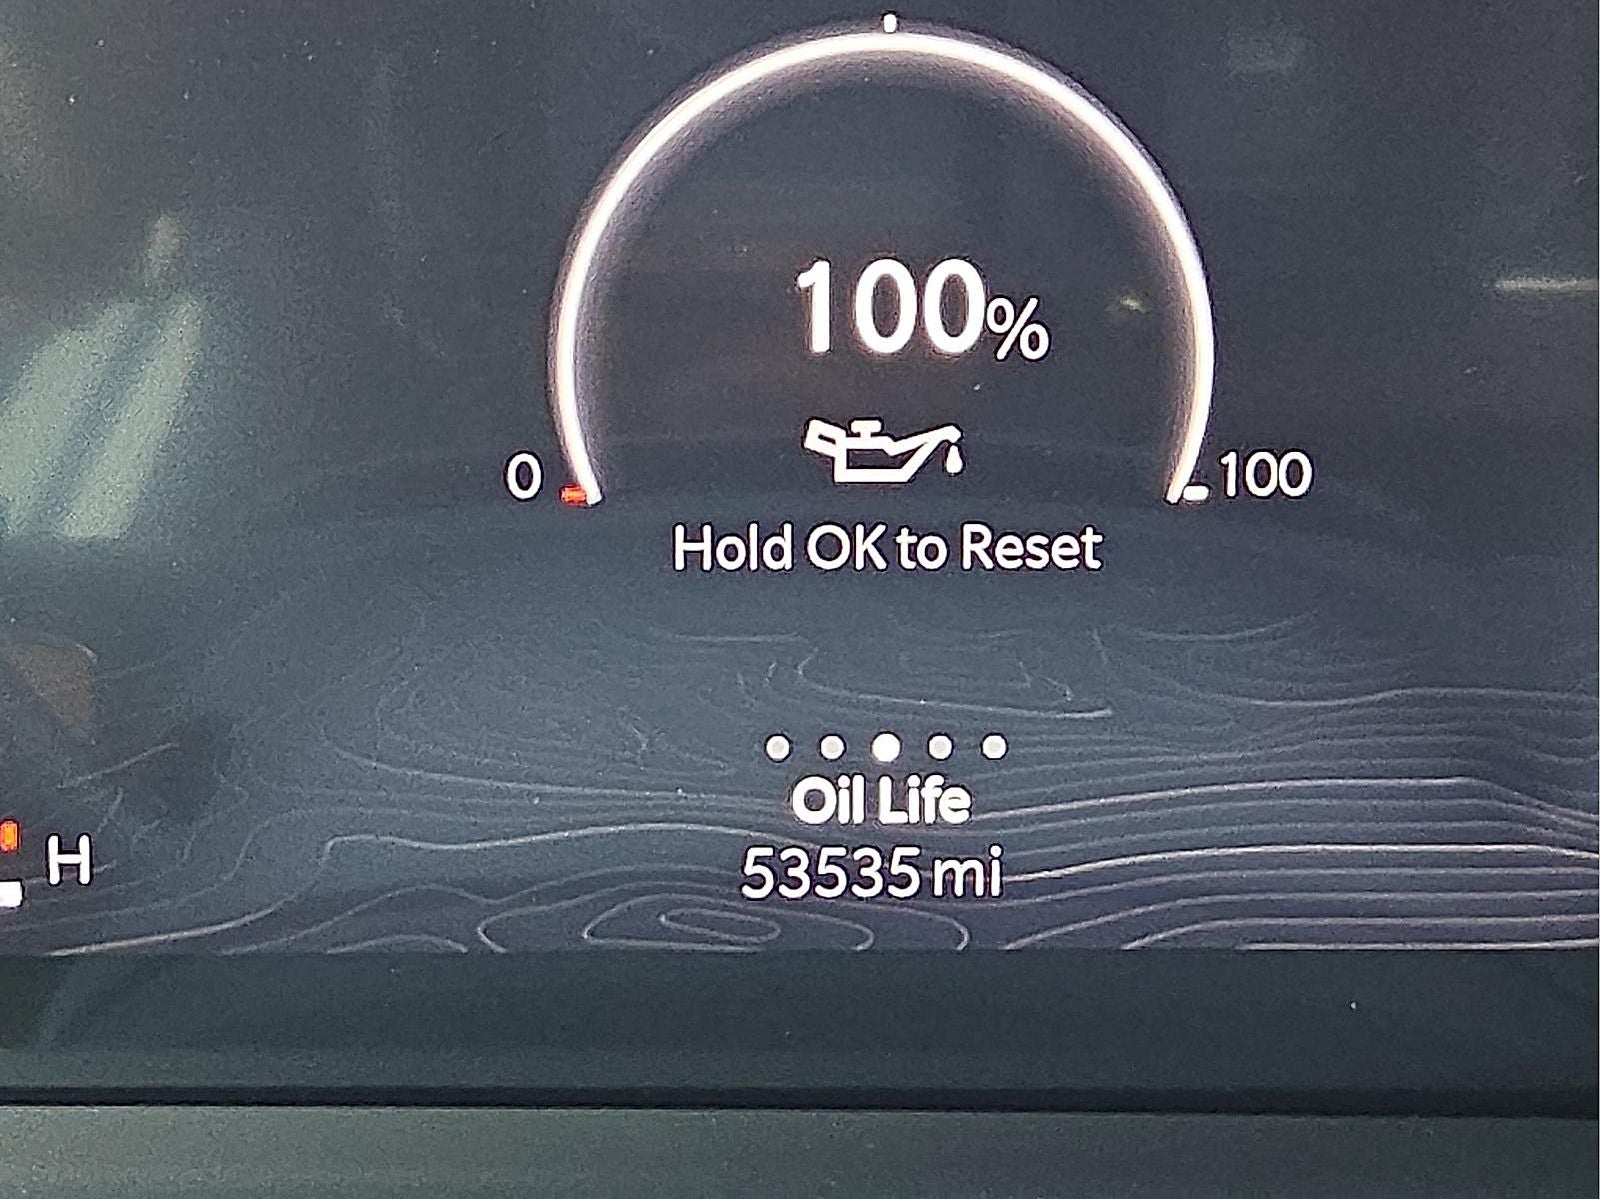 100%
0 100
Hold OK to Reset
Oil Life
53535 mi
H